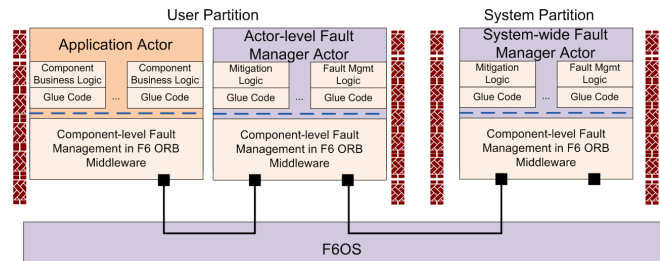 User Partition
System Partition
Application Actor
Component
Business Logic
Component
Business Logic
Glue Code
...
Glue Code
Component-level Fault
Management in F6 ORB
Middleware
Actor-level Fault
Manager Actor
Mitigation
Logic
Fault Mgmt
Logic
Glue Code
...
Glue Code
Component-level Fault
Management in F6 ORB
Middleware
System-wide Fault
Manager Actor
Mitigation
Logic
Fault Mgmt Logic
Glue Code
...
Glue Code
Component-level Fault
Management in F6 ORB
Middleware
F6OS